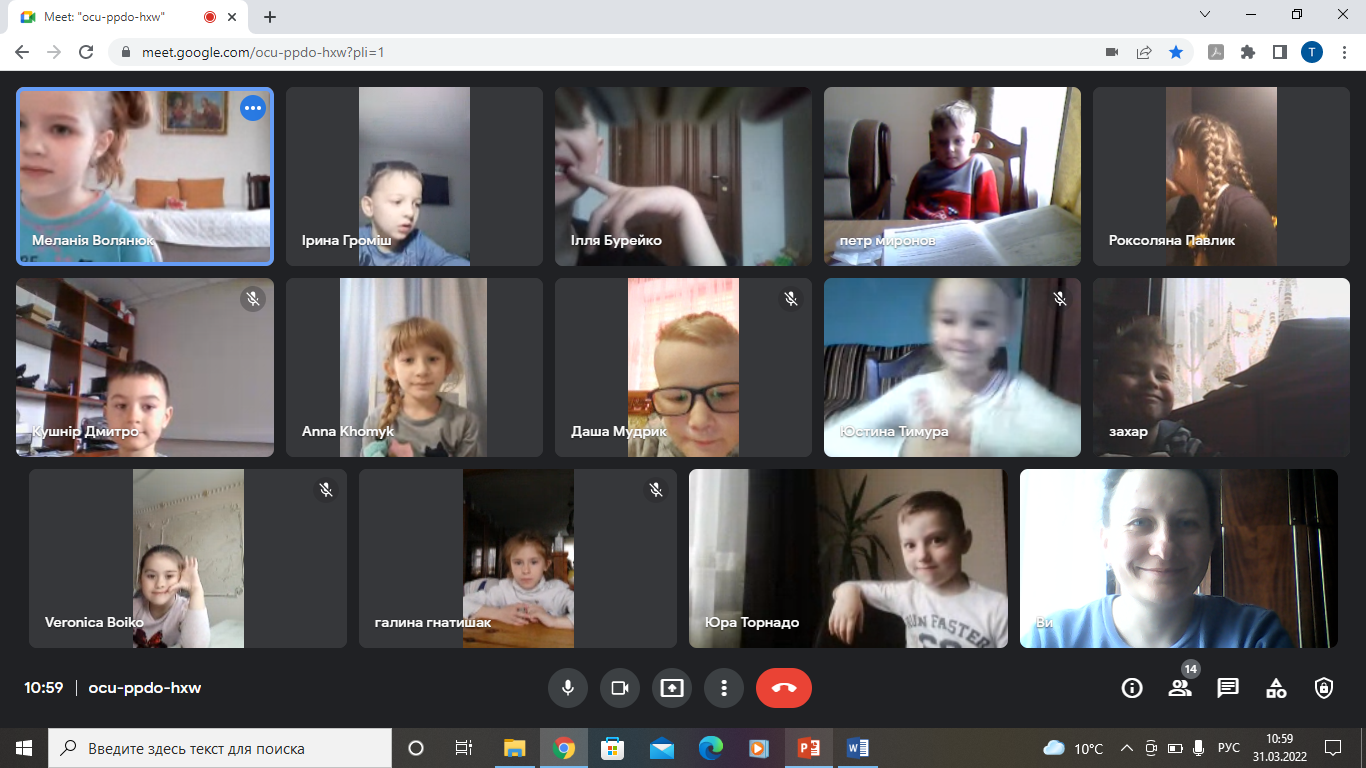 Meet: "ocu-ppdo-hxw"
meet.google.com/ocu-ppdo-hxw?pli=1
T
Меланія Волянюк
Ірина Громіш
Ілля Бурейко
петр миронов
Роксоляна Павлик
Кушнір Дмитро
Anna Khomyk
Даша Мудрик
Юстина Тимура
захар
Veronica Boiko
галина гнатишак
RUN FASTER
Юра Торнадо
Ви
10:59 | ocu-ppdo-hxw
14
Введите здесь текст для поиска
10°C
РУС
10:59
31.03.2022